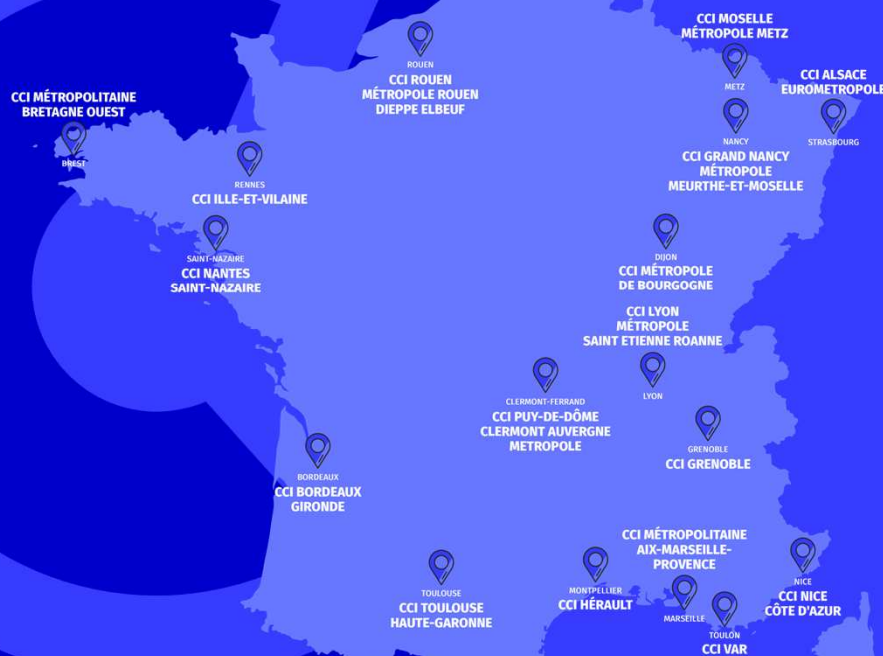 CCI MOSELLE
MÉTROPOLE METZ
METZ
ROUEN
CCI ROUEN
MÉTROPOLE ROUEN
DIEPPE ELBEUF
CCI ALSACE
EUROMETROPOLE
STRASBOURG
CCI MÉTROPOLITAINE
BRETAGNE OUEST
BREST
NANCY
CCI GRAND NANCY
MÉTROPOLE
MEURTHE-ET-MOSELLE
RENNES
CCI ILLE-ET-VILAINE
SAINT-NAZAIRE
CCI NANTES
SAINT-NAZAIRE
DIJON
CCI MÉTROPOLE
DE BOURGOGNE
CCI LYON
MÉTROPOLE
SAINT ETIENNE ROANNE
LYON
CLERMONT-FERRAND
CCI PUY-DE-DÔME
CLERMONT AUVERGNE
METROPOLE
GRENOBLE
CCI GRENOBLE
BORDEAUX
CCI BORDEAUX
GIRONDE
CCI MÉTROPOLITAINE
AIX-MARSEILLE-
PROVENCE
MARSEILLE
TOULOUSE
CCI TOULOUSE
HAUTE-GARONNE
MONTPELLIER
CCI HÉRAULT
NICE
CCI NICE
CÔTE D'AZUR
TOULON
CCI VAR